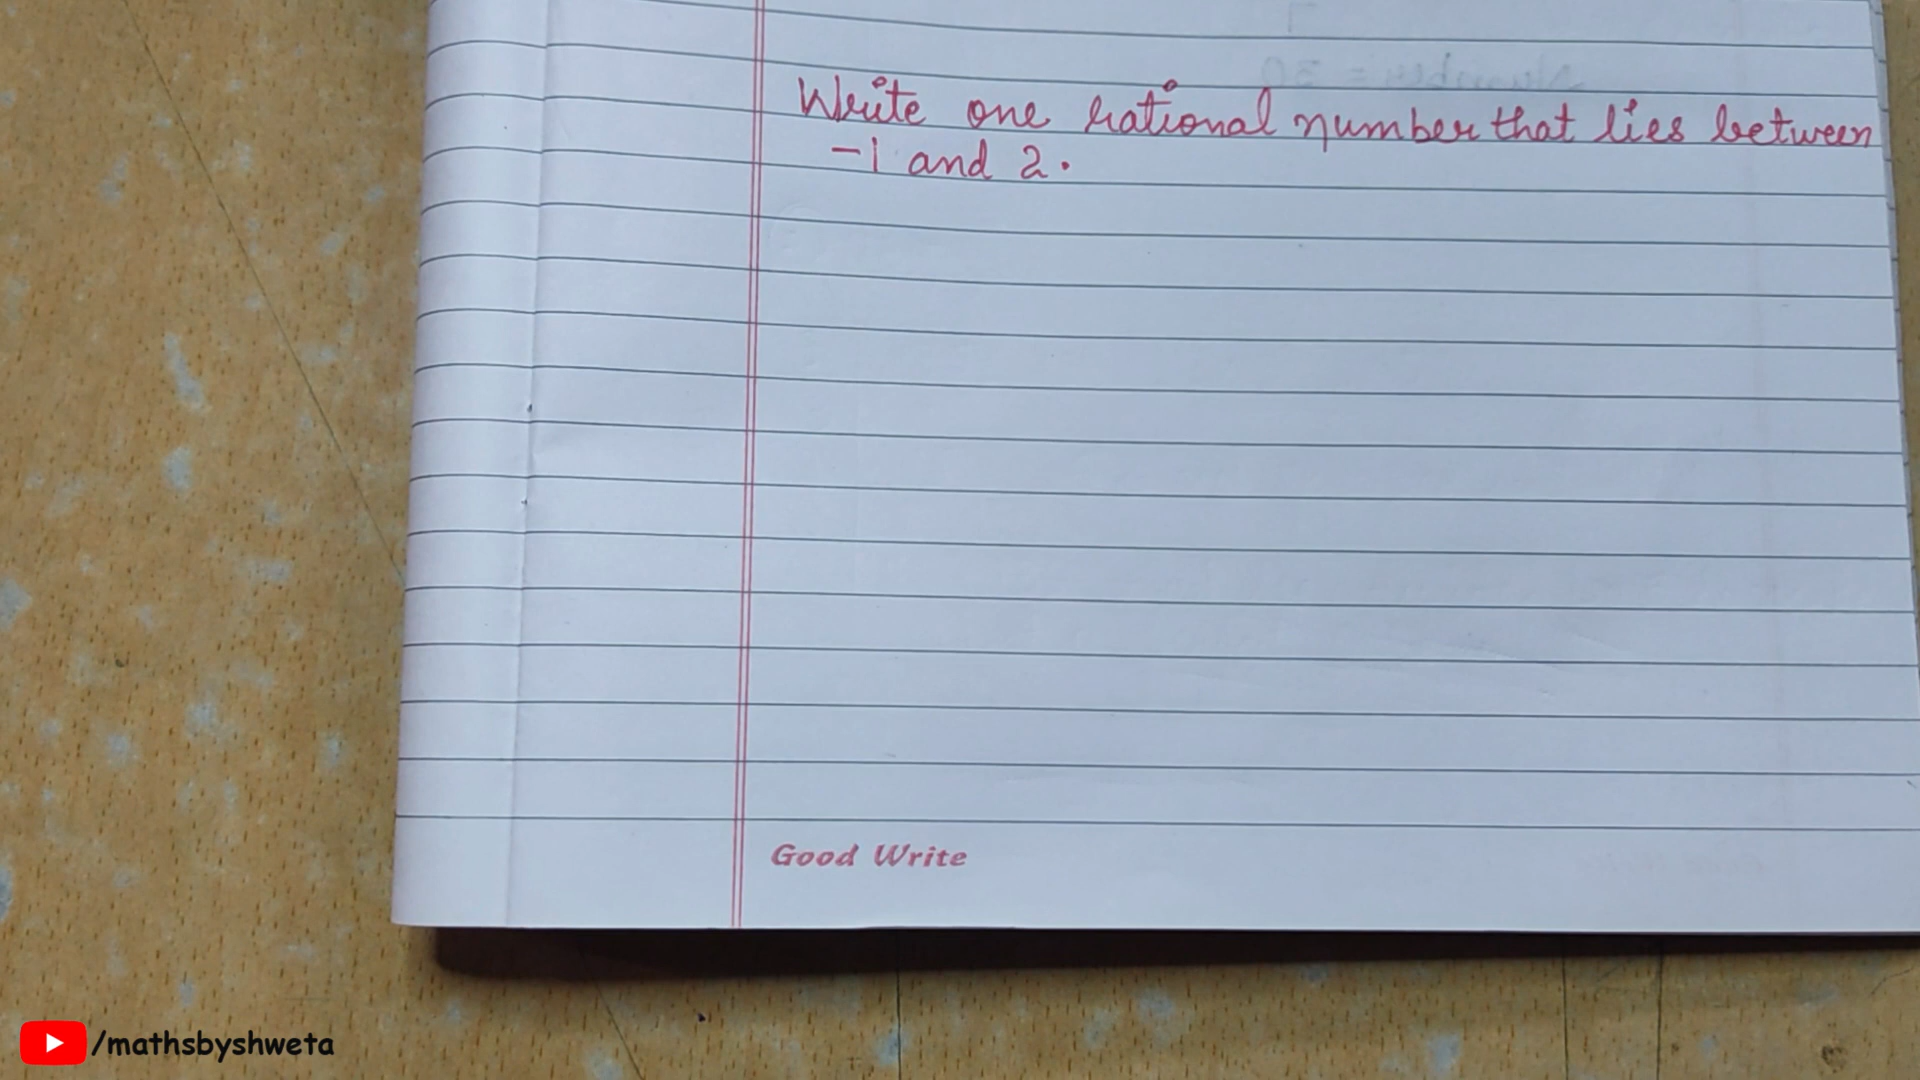 Write one rational number that lies between
-1 and 2.
Good Write
/mathsbyshweta